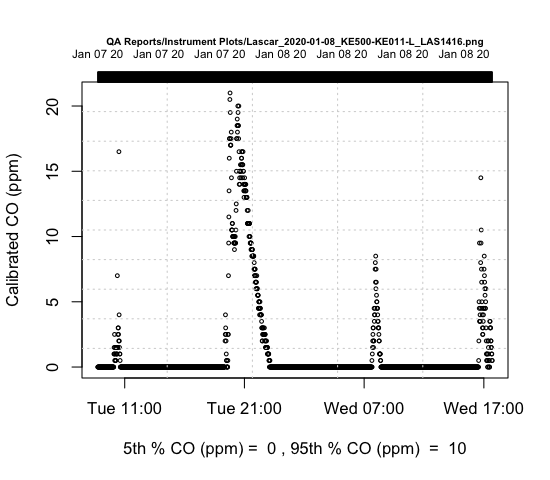 QA Reports/Instrument Plots/Lascar_2020-01-08_KE500-KE011-L_LAS1416.png
Jan 07 20 Jan 07 20 Jan 07 20 Jan 08 20 Jan 08 20 Jan 08 20 Jan 08 20
20
15
10
5
0
Calibrated CO (ppm)
Tue 11:00 Tue 21:00 Wed 07:00 Wed 17:00
5th % CO (ppm) = 0 , 95th % CO (ppm) = 10